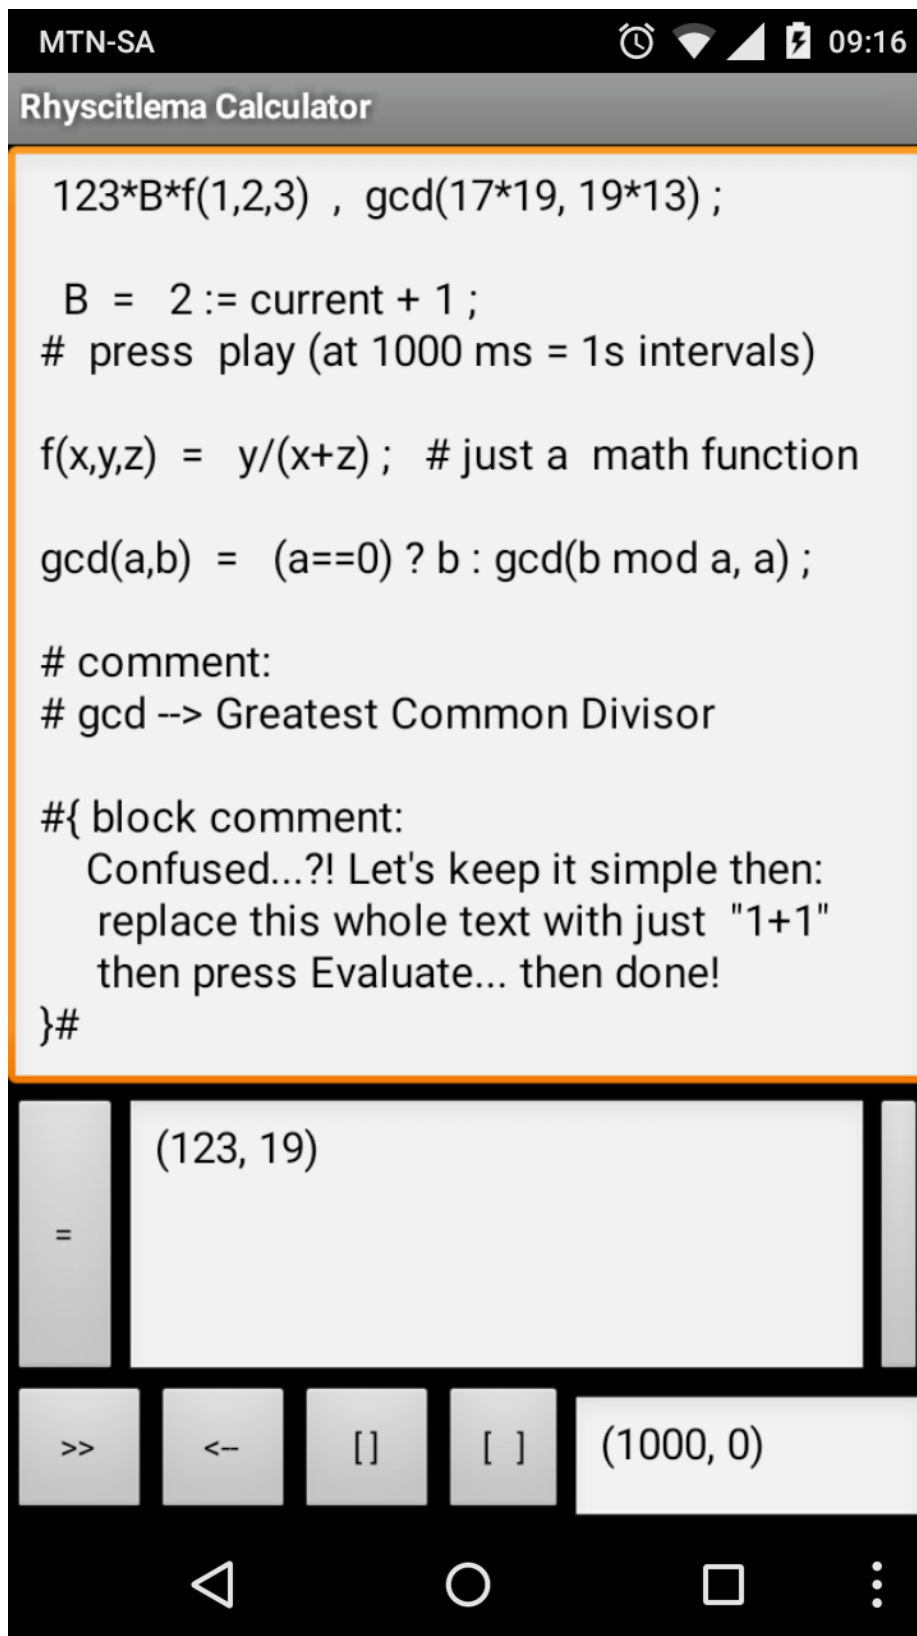 MTN-SA 09:16
Rhyscitlema Calculator
123*B*f(1,2,3) , gcd(17*19, 19*13) ;
B = 2 := current + 1 ;
# press play (at 1000 ms = 1s intervals)
f(x,y,z) = y/(x+z) ; # just a math function
gcd(a,b) = (a==0) ? b : gcd(b mod a, a) ;
# comment:
# gcd --> Greatest Common Divisor
#{ block comment:
Confused...?! Let's keep it simple then:
replace this whole text with just "1+1"
then press Evaluate... then done!
}#
= (123, 19)
>> <-- [ ] [ ] (1000, 0)